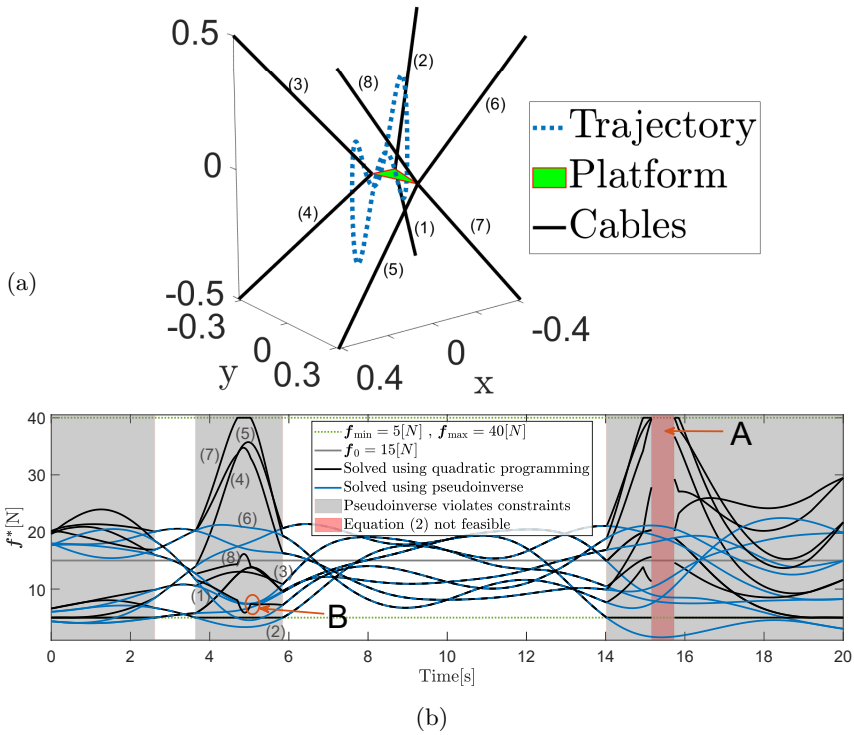 0.5
(2)
(8)
(3)
(6)
Trajectory
0
Platform
Cables
(4)
(1)
(7)
(5)
(a)
-0.5
-0.3
0
0.3
y
0.4
0
-0.4
x
40
30
20
10
f*[N]
f_min = 5[N] , f_max = 40[N]
f_0 = 15[N]
Solved using quadratic programming
Solved using pseudoinverse
Pseudoinverse violates constraints
Equation (2) not feasible
A
(5)
(7)
(4)
(6)
(8)
(3)
(1)
B
(2)
0 2 4 6 8 10 12 14 16 18 20
Time[s]
(b)